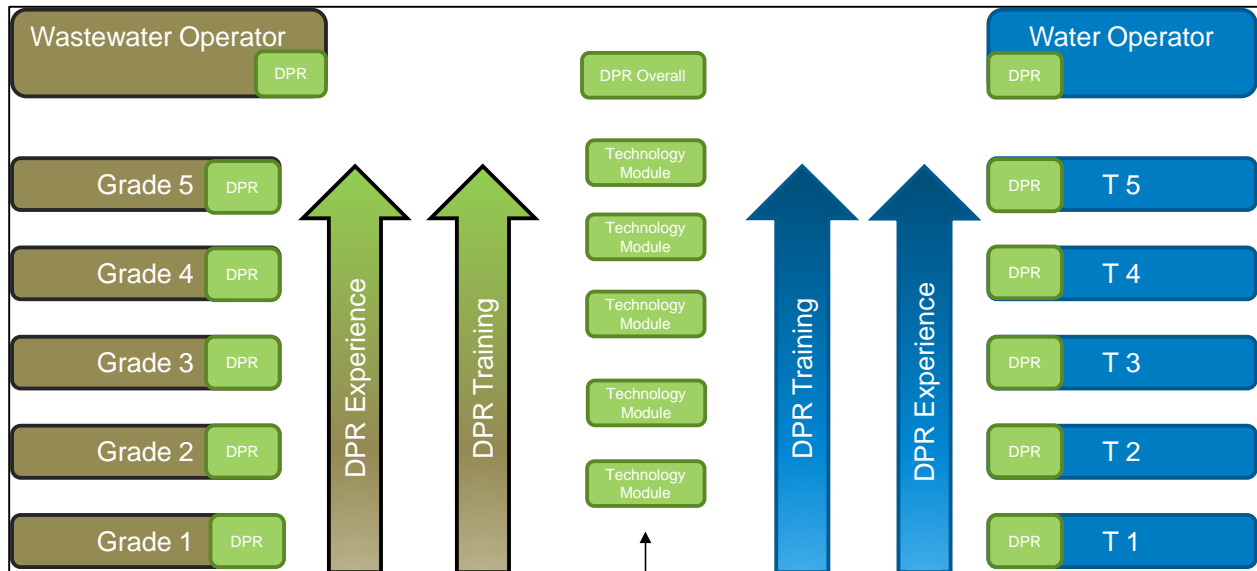 Wastewater Operator
DPR
DPR Overall
Water Operator
DPR
Grade 5
DPR
Technology
Module
DPR
T 5
Grade 4
DPR
Technology
Module
DPR
T 4
Grade 3
DPR
Technology
Module
DPR
T 3
Grade 2
DPR
Technology
Module
DPR
T 2
Grade 1
DPR
Technology
Module
DPR
T 1
DPR Experience
DPR Training
DPR Training
DPR Experience